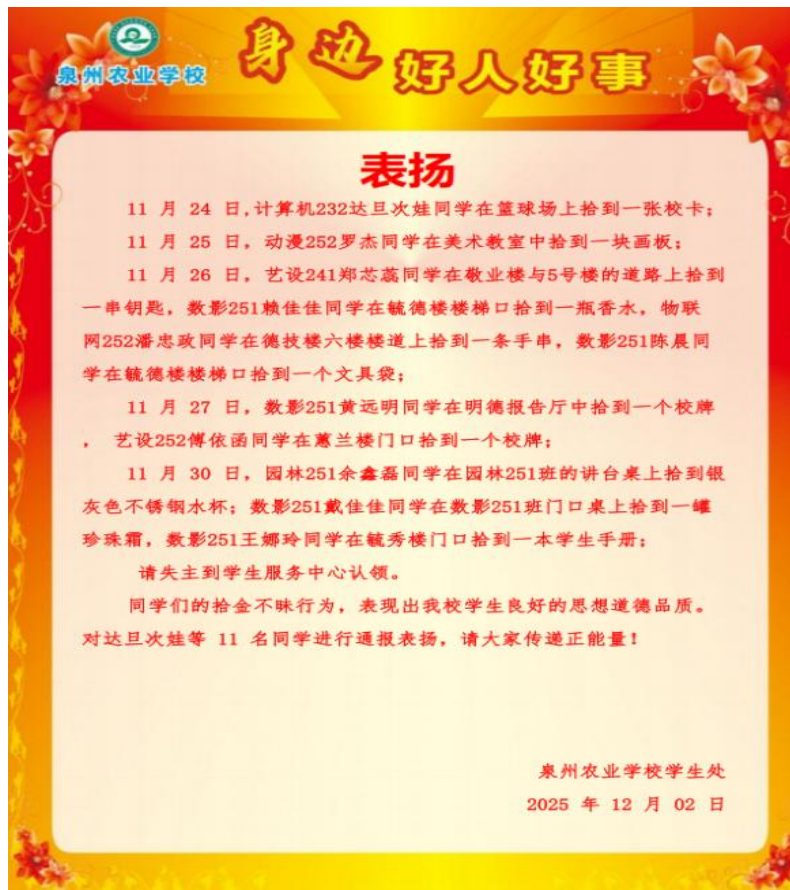 泉州农业学校
身边好人好事
表扬
11 月 24 日,计算机232达旦次娃同学在篮球场上拾到一张校卡；
11 月 25 日，动漫252罗杰同学在美术教室中拾到一块画板；
11 月 26 日，艺设241郑芯蕊同学在敬业楼与5号楼的道路上拾到
一串钥匙，数影251赖佳佳同学在毓德楼楼梯口拾到一瓶香水，物联
网252潘忠政同学在德技楼六楼楼道上拾到一条手串，数影251陈晨同
学在毓德楼楼梯口拾到一个文具袋；
11 月 27 日，数影251黄远明同学在明德报告厅中拾到一个校牌
， 艺设252傅依函同学在蕙兰楼门口拾到一个校牌；
11 月 30 日，园林251余鑫磊同学在园林251班的讲台桌上拾到银
灰色不锈钢水杯；数影251戴佳佳同学在数影251班门口桌上拾到一罐
珍珠霜，数影251王娜玲同学在毓秀楼门口拾到一本学生手册；
请失主到学生服务中心认领。
同学们的拾金不昧行为，表现出我校学生良好的思想道德品质。
对达旦次娃等 11 名同学进行通报表扬，请大家传递正能量！
泉州农业学校学生处
2025 年 12 月 02 日